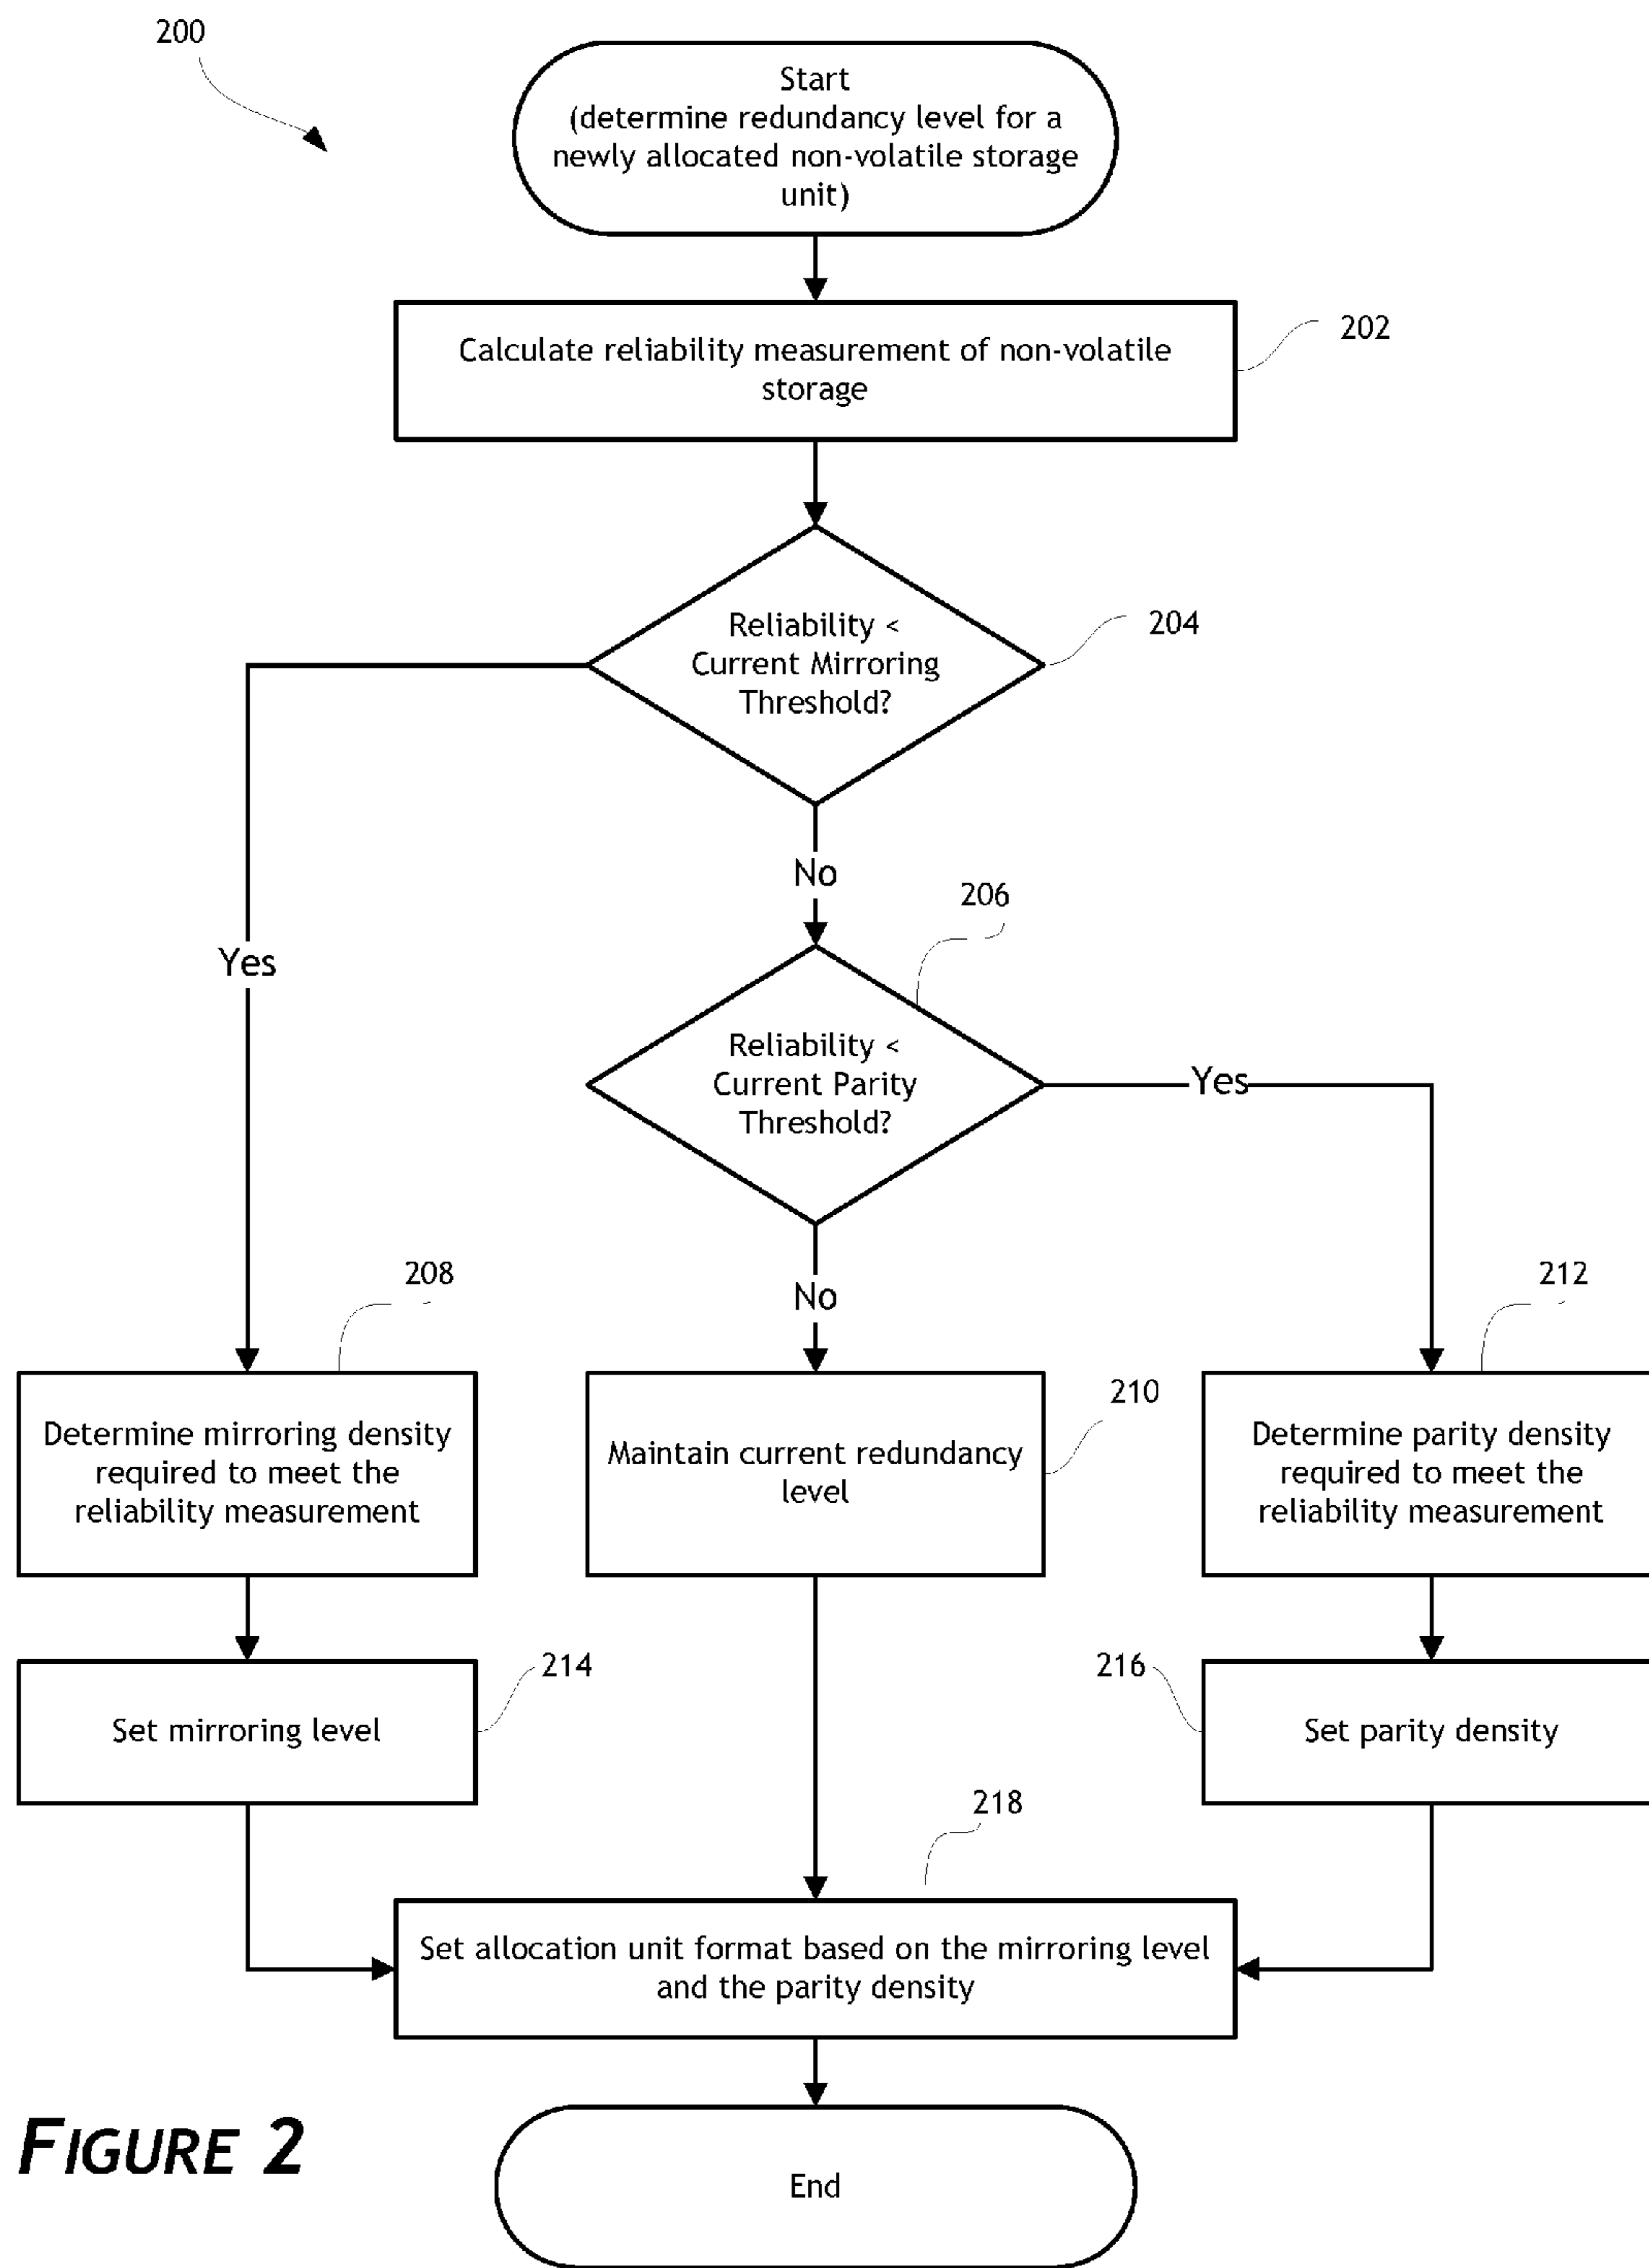 200
Start
(determine redundancy level for a
newly allocated non-volatile storage
unit)
Calculate reliability measurement of non-volatile
storage
202
Reliability <
Current Mirroring
Threshold?
204
No
206
Yes
Reliability <
Current Parity
Threshold?
Yes
208
No
212
Determine mirroring density
required to meet the
reliability measurement
Maintain current redundancy
level
210
Determine parity density
required to meet the
reliability measurement
214
216
Set mirroring level
Set parity density
218
Set allocation unit format based on the mirroring level
and the parity density
FIGURE 2
End